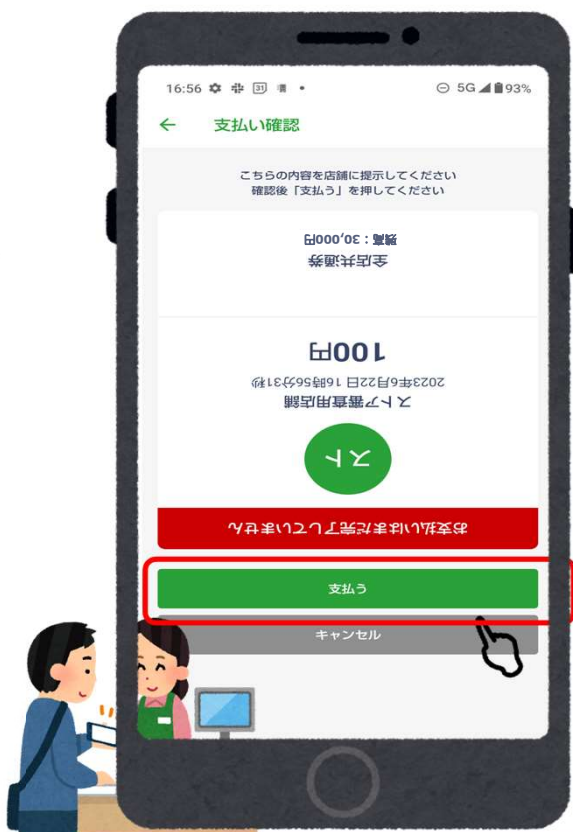 16:56
31
5G 93%
← 支払い確認
こちらの内容を店舗に提示してください
確認後「支払う」を押してください
お支払いはまだ完了していません
スト
ストア審査用店舗
2023年6月22日 16時56分31秒
100円
全店共通券
残高：30,000円
支払う
キャンセル